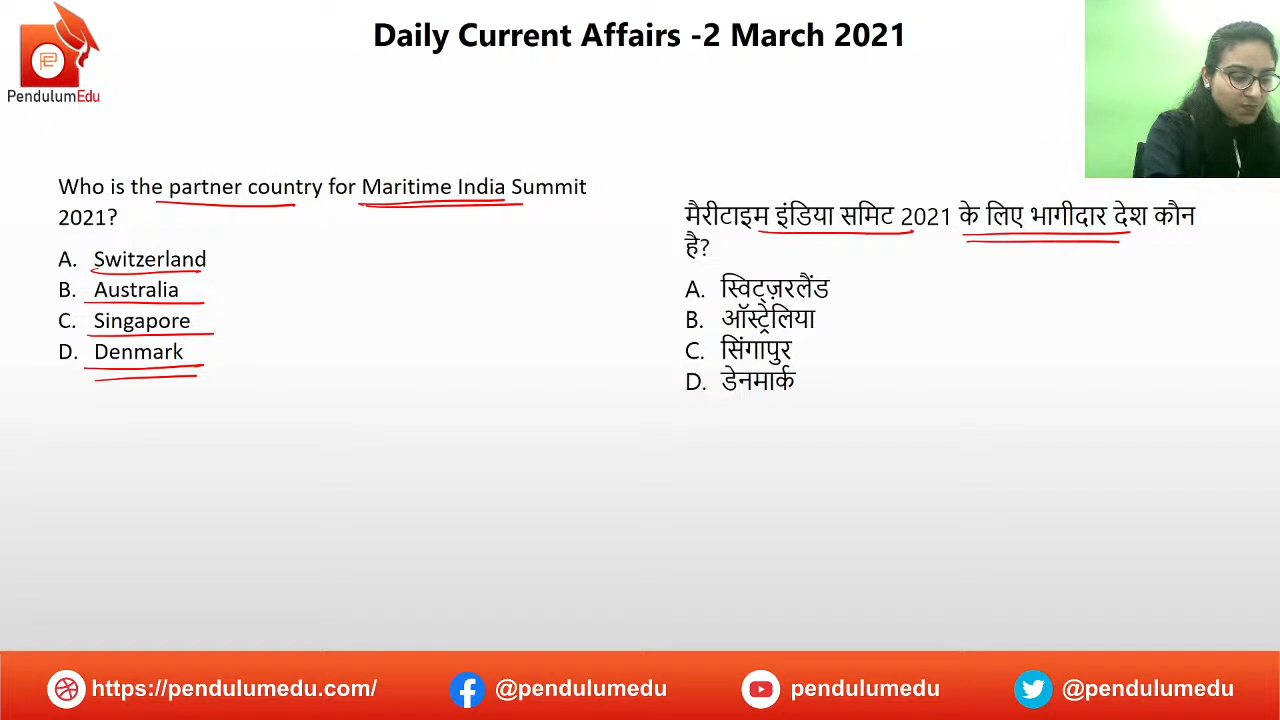 Daily Current Affairs -2 March 2021
PendulumEdu
Who is the partner country for Maritime India Summit
2021?
A. Switzerland
B. Australia
C. Singapore
D. Denmark
मैरीटाइम इंडिया समिट 2021 के लिए भागीदार देश कौन
है?
A. स्विट्ज़रलैंड
B. ऑस्ट्रेलिया
C. सिंगापुर
D. डेनमार्क
https://pendulumedu.com/
@pendulumedu
pendulumedu
@pendulumedu